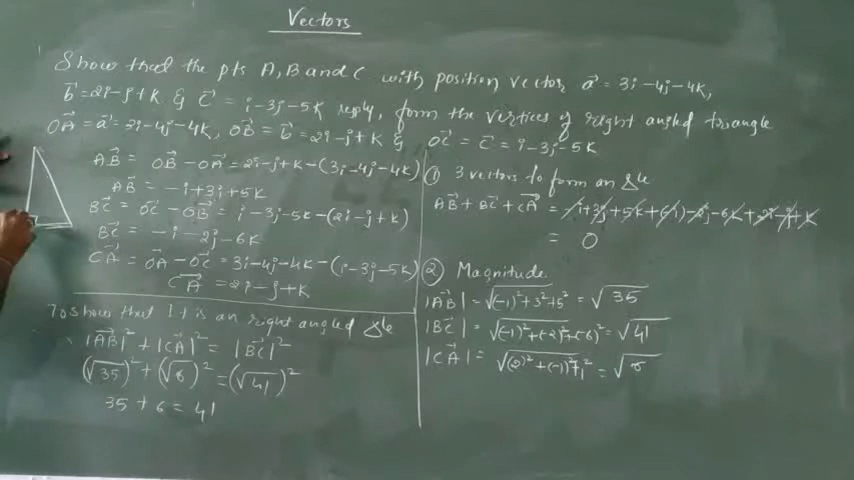 Vectors
Show that the pts A, B and C with position vector a⃗ = 3i - 4j - 4k,
b⃗ = 2i - j + k & c⃗ = i - 3j - 5k resply, form the vertices of right angled triangle
OA⃗ = a⃗ = 3i - 4j - 4k, OB⃗ = b⃗ = 2i - j + k & OC⃗ = c⃗ = i - 3j - 5k
AB⃗ = OB⃗ - OA⃗ = 2i - j + k - (3i - 4j - 4k)
AB⃗ = -i + 3j + 5k
BC⃗ = OC⃗ - OB⃗ = i - 3j - 5k - (2i - j + k)
BC⃗ = -i - 2j - 6k
CA⃗ = OA⃗ - OC⃗ = 3i - 4j - 4k - (i - 3j - 5k)
CA⃗ = 2i - j + k
To show that it is an right angled Δle
∴ |AB⃗|² + |CA⃗|² = |BC⃗|²
(√35)² + (√6)² = (√41)²
35 + 6 = 41
① 3 vectors to form an Δle
AB⃗ + BC⃗ + CA⃗ = -i + 3j + 5k + (-i) - 2j - 6k + 2i - j + k
= 0
② Magnitude
|AB⃗| = √(-1)² + 3² + 5² = √35
|BC⃗| = √(-1)² + (-2)² + (-6)² = √41
|CA⃗| = √(2)² + (-1)² + 1² = √6